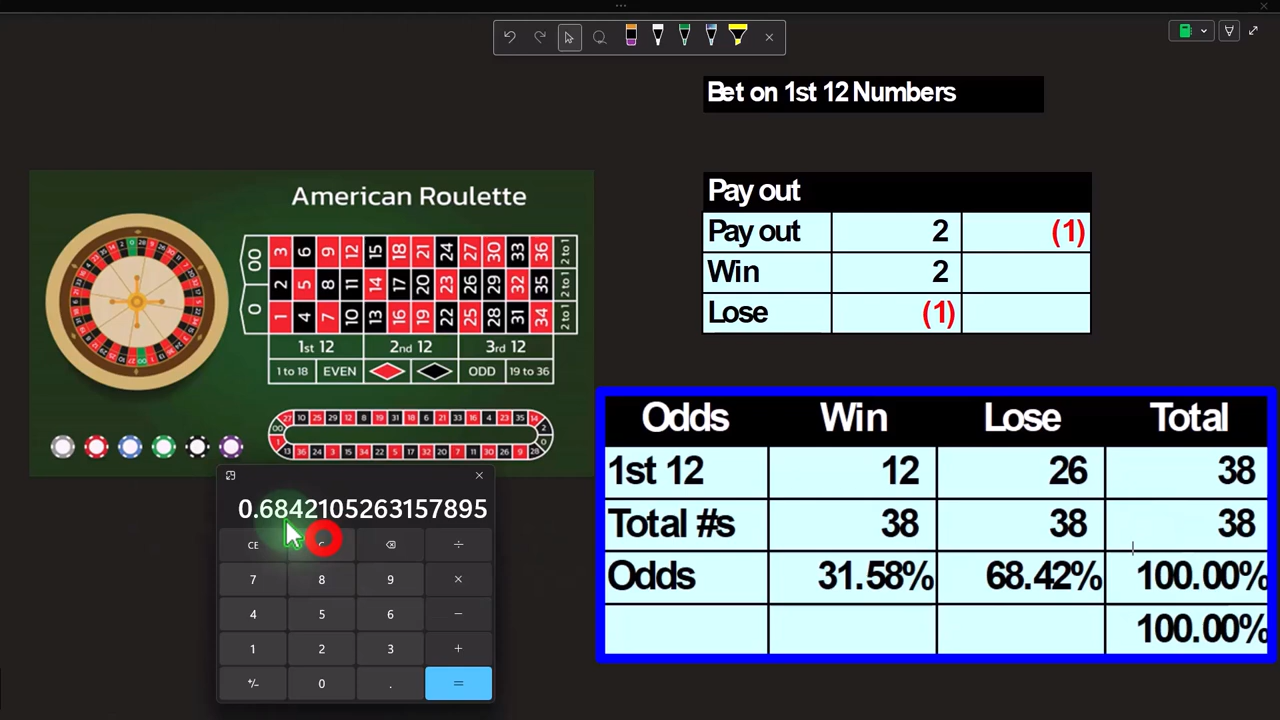 Bet on 1st 12 Numbers
American Roulette
00 3 6 9 12 15 18 21 24 27 30 33 36 2 to 1
2 5 8 11 14 17 20 23 26 29 32 35 2 to 1
0 1 4 7 10 13 16 19 22 25 28 31 34 2 to 1
1st 12 2nd 12 3rd 12
1 to 18 EVEN ODD 19 to 36
Pay out
Pay out 2 (1)
Win 2
Lose (1)
Odds Win Lose Total
1st 12 12 26 38
Total #s 38 38 38
Odds 31.58% 68.42% 100.00%
100.00%
0.6842105263157895
CE C ÷
7 8 9 ×
4 5 6 −
1 2 3 +
+/- 0 . =